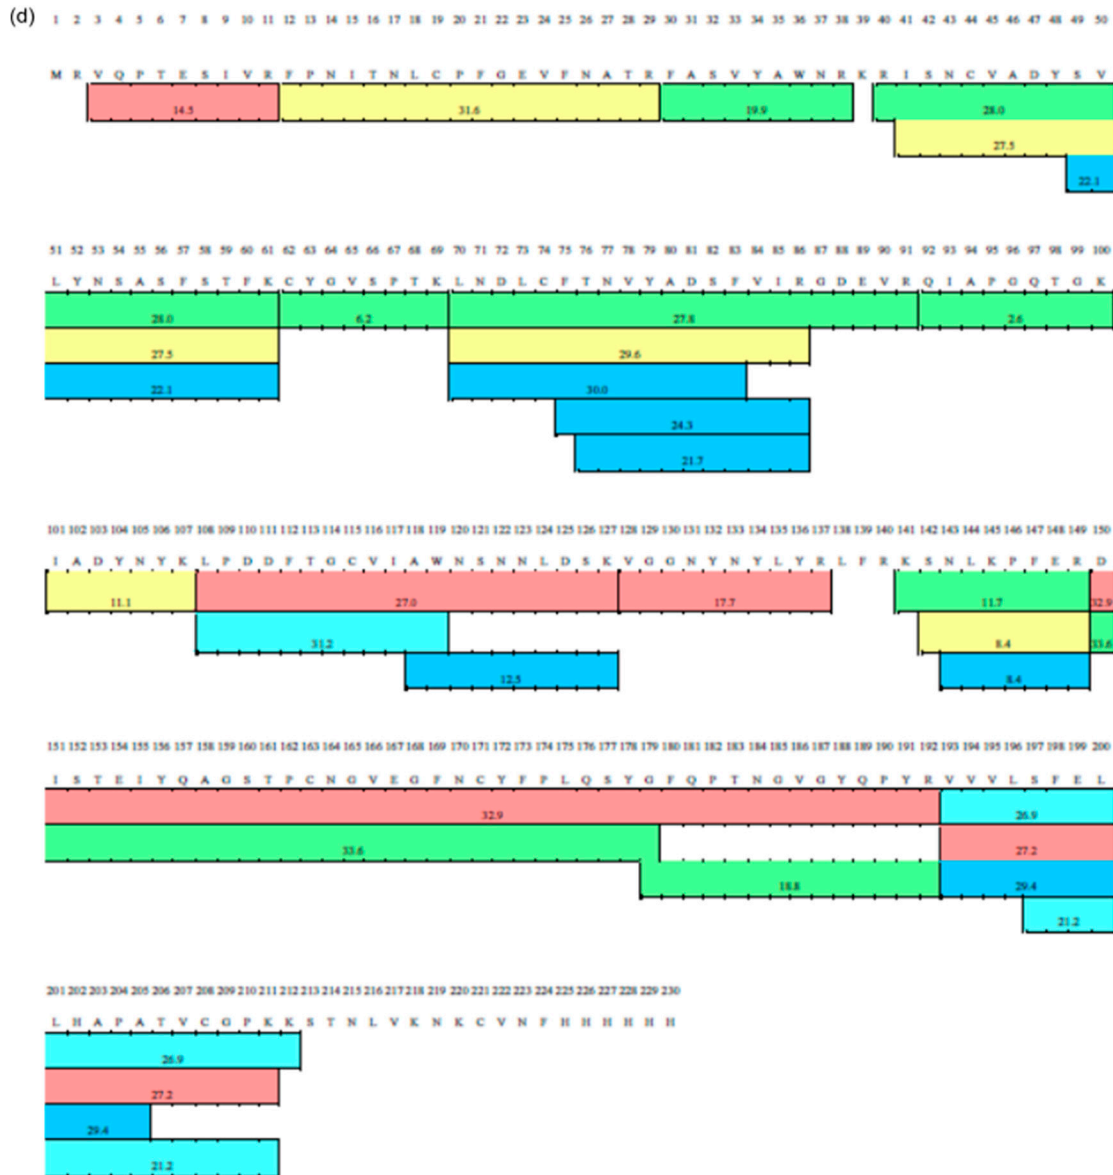 (d) 1 2 3 4 5 6 7 8 9 10 11 12 13 14 15 16 17 18 19 20 21 22 23 24 25 26 27 28 29 30 31 32 33 34 35 36 37 38 39 40 41 42 43 44 45 46 47 48 49 50
M R V Q P T E S I V R F P N I T N L C P F G E V F N A T R F A S V Y A W N R K R I S N C V A D Y S V
14.5 31.6 19.9 28.0
27.5
22.1
51 52 53 54 55 56 57 58 59 60 61 62 63 64 65 66 67 68 69 70 71 72 73 74 75 76 77 78 79 80 81 82 83 84 85 86 87 88 89 90 91 92 93 94 95 96 97 98 99 100
L Y N S A S F S T F K C Y G V S P T K L N D L C F T N V Y A D S F V I R G D E V R Q I A P G Q T G K
28.0 6.2 27.8 2.6
27.5 29.6
22.1 30.0
24.3
21.7
101 102 103 104 105 106 107 108 109 110 111 112 113 114 115 116 117 118 119 120 121 122 123 124 125 126 127 128 129 130 131 132 133 134 135 136 137 138 139 140 141 142 143 144 145 146 147 148 149 150
I A D Y N Y K L P D D F T G C V I A W N S N N L D S K V G G N Y N Y L Y R L F R K S N L K P F E R D
11.1 27.0 17.7 11.7 32.9
31.2 8.4 33.6
12.5 8.4
151 152 153 154 155 156 157 158 159 160 161 162 163 164 165 166 167 168 169 170 171 172 173 174 175 176 177 178 179 180 181 182 183 184 185 186 187 188 189 190 191 192 193 194 195 196 197 198 199 200
I S T E I Y Q A G S T P C N G V E G F N C Y F P L Q S Y G F Q P T N G V G Y Q P Y R V V V L S F E L
32.9 26.9
33.6 27.2
18.8 29.4
21.2
201 202 203 204 205 206 207 208 209 210 211 212 213 214 215 216 217 218 219 220 221 222 223 224 225 226 227 228 229 230
L H A P A T V C G P K K S T N L V K N K C V N F H H H H H H
26.9
27.2
29.4
21.2